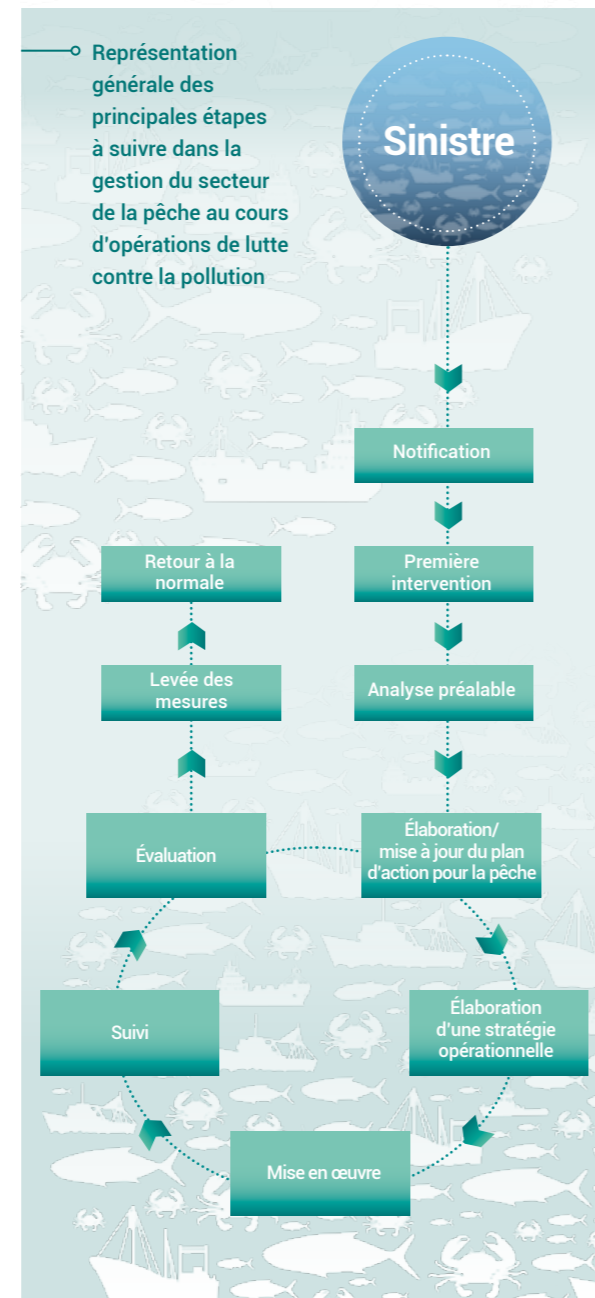 Représentation
générale des
principales étapes
à suivre dans la
gestion du secteur
de la pêche au cours
d'opérations de lutte
contre la pollution
Sinistre
Notification
Première
intervention
Analyse préalable
Élaboration/
mise à jour du plan
d'action pour la pêche
Élaboration
d'une stratégie
opérationnelle
Mise en œuvre
Suivi
Évaluation
Levée des
mesures
Retour à la
normale